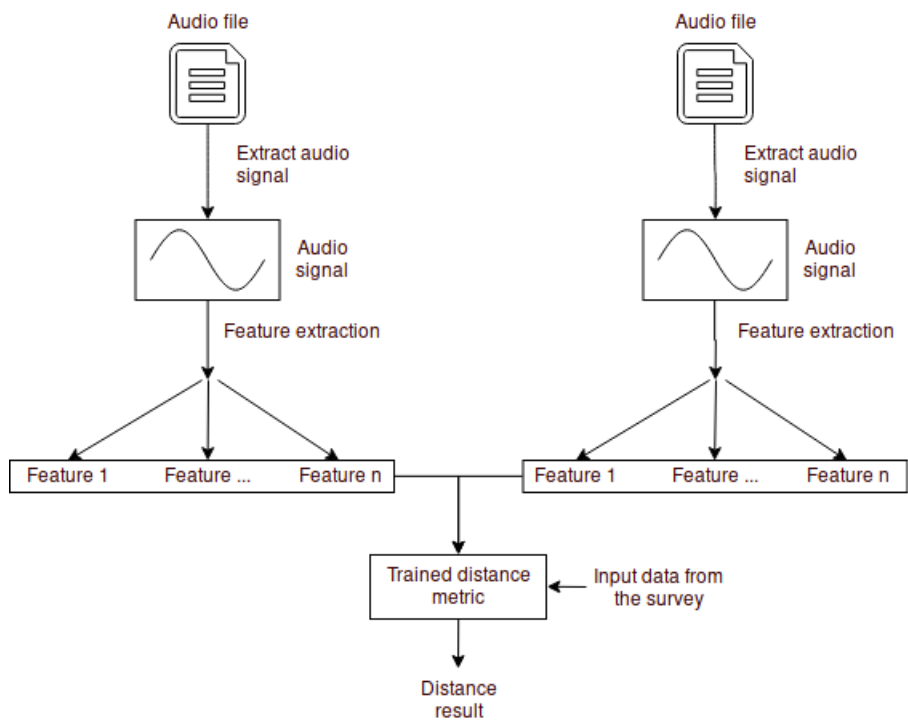 Audio file
Audio file
Extract audio
signal
Extract audio
signal
Audio
signal
Audio
signal
Feature extraction
Feature extraction
Feature 1 Feature ... Feature n
Feature 1 Feature ... Feature n
Trained distance
metric
Input data from
the survey
Distance
result